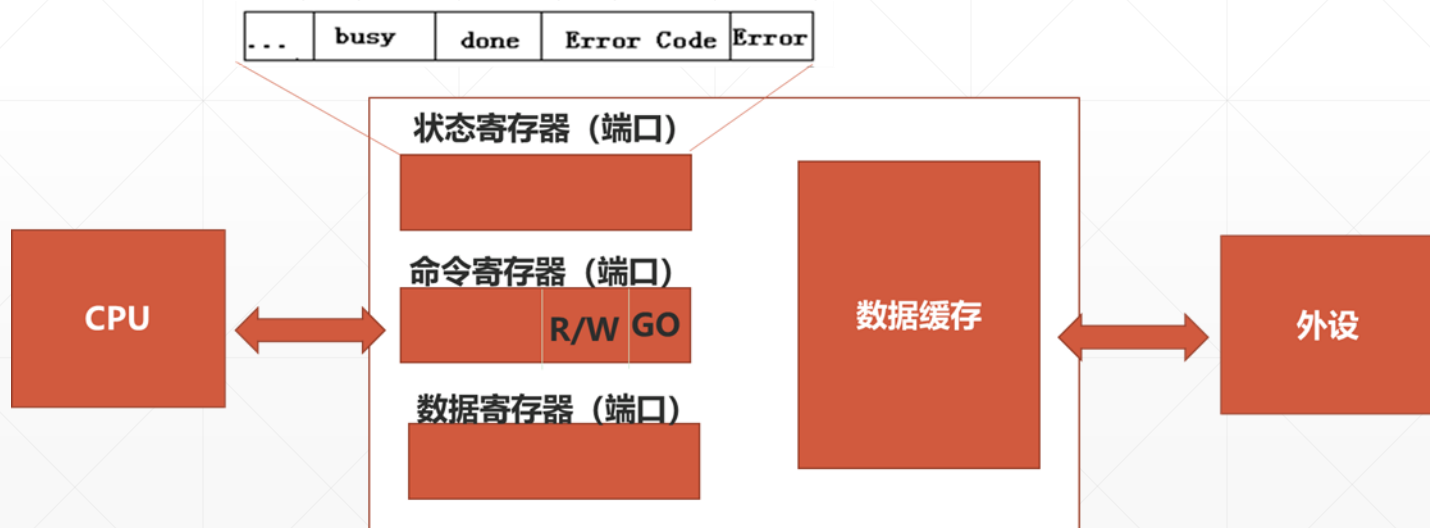 ... busy done Error Code Error
状态寄存器（端口）
命令寄存器（端口）
R/W GO
数据寄存器（端口）
CPU
数据缓存
外设